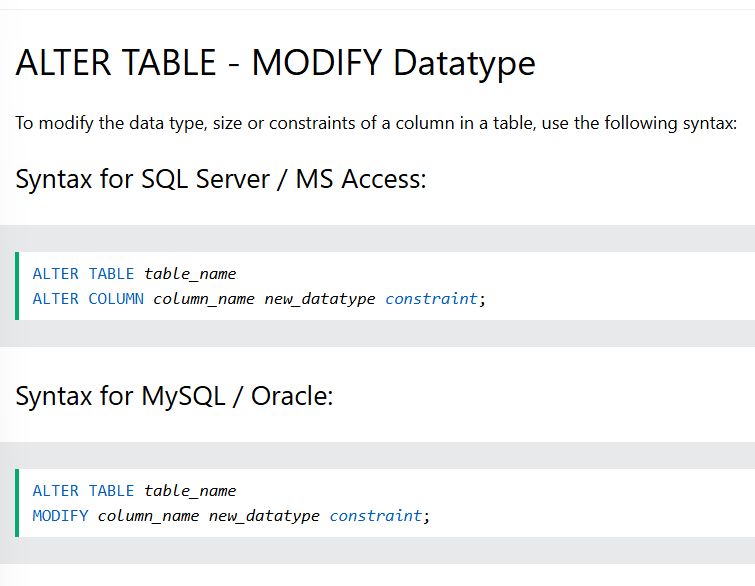 ALTER TABLE - MODIFY Datatype
To modify the data type, size or constraints of a column in a table, use the following syntax:
Syntax for SQL Server / MS Access:
ALTER TABLE table_name
ALTER COLUMN column_name new_datatype constraint;
Syntax for MySQL / Oracle:
ALTER TABLE table_name
MODIFY column_name new_datatype constraint;